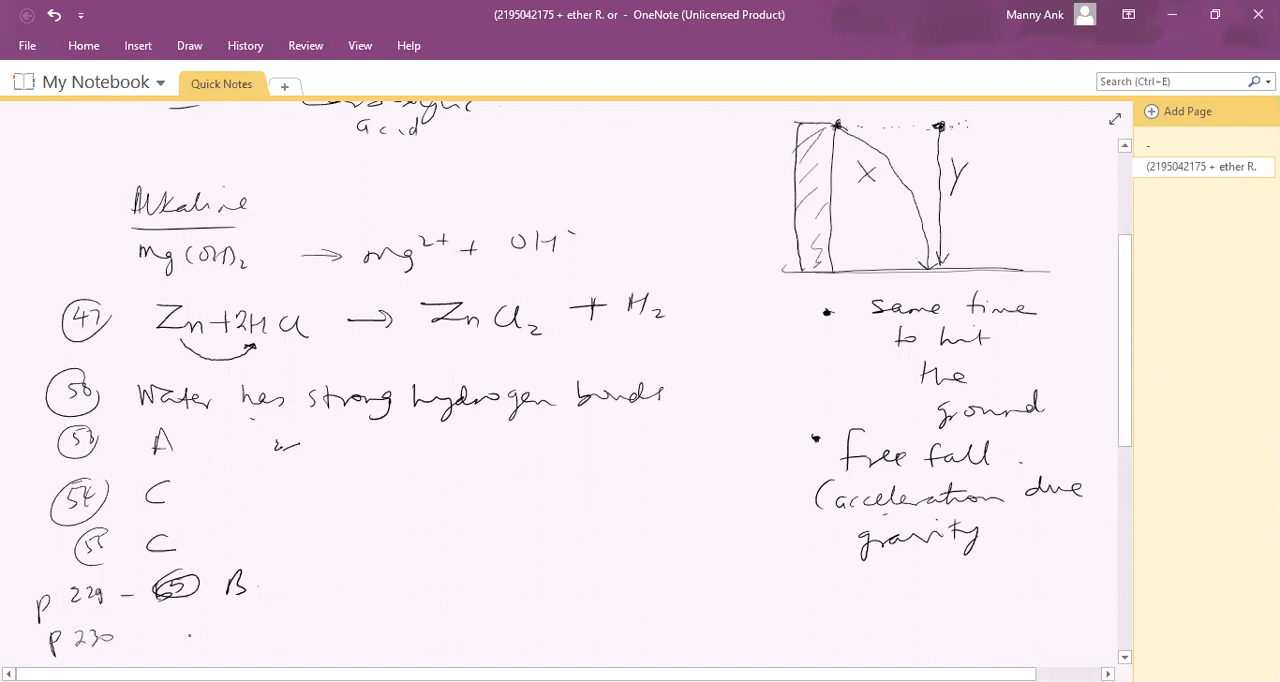 (2195042175 + ether R. or - OneNote (Unlicensed Product)
Manny Ank
File Home Insert Draw History Review View Help
My Notebook
Quick Notes
Search (Ctrl+E)
Add Page
-
(2195042175 + ether R.
acid
Alkaline
Mg(OH)2 → Mg2+ + OH-
47 Zn+2HCl → ZnCl2 + H2
50 Water has strong hydrogen bonds
53 A
54 C
55 C
p 229 - B
p 230
X Y
• same time
to hit
the
ground
• free fall.
(acceleration due
gravity